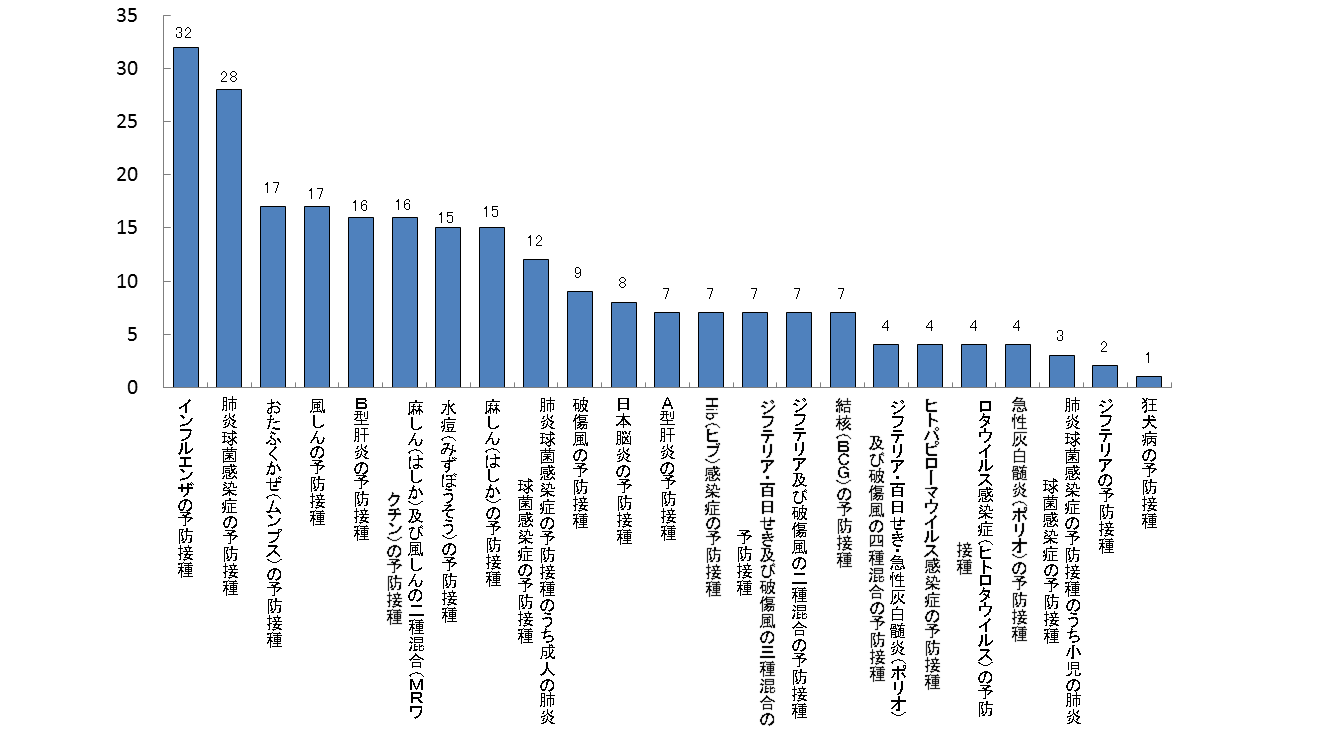 35
30
25
20
15
10
5
0
32
28
17
17
16
16
15
15
12
9
8
7
7
7
7
7
4
4
4
4
3
2
1
インフルエンザの予防接種
肺炎球菌感染症の予防接種
おたふくかぜ(ムンプス)の予防接種
風しんの予防接種
B型肝炎の予防接種
麻しん(はしか)及び風しんの二種混合(MRワ
クチン)の予防接種
水痘(みずぼうそう)の予防接種
麻しん(はしか)の予防接種
肺炎球菌感染症の予防接種のうち成人の肺炎
球菌感染症の予防接種
破傷風の予防接種
日本脳炎の予防接種
A型肝炎の予防接種
Hib(ヒブ)感染症の予防接種
ジフテリア・百日せき及び破傷風の三種混合の
予防接種
ジフテリア及び破傷風の二種混合の予防接種
結核(BCG)の予防接種
ジフテリア・百日せき・急性灰白髄炎(ポリオ)
及び破傷風の四種混合の予防接種
ヒトパピローマウイルス感染症の予防接種
ロタウイルス感染症(ヒトロタウイルス)の予防
接種
急性灰白髄炎(ポリオ)の予防接種
肺炎球菌感染症の予防接種のうち小児の肺炎
球菌感染症の予防接種
ジフテリアの予防接種
狂犬病の予防接種